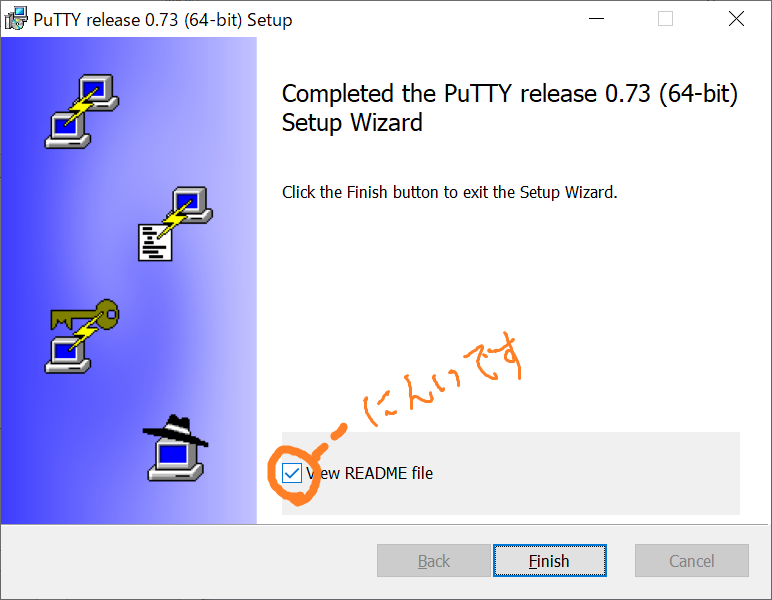 PuTTY release 0.73 (64-bit) Setup
Completed the PuTTY release 0.73 (64-bit)
Setup Wizard
Click the Finish button to exit the Setup Wizard.
にんいです
View README file
Back
Finish
Cancel